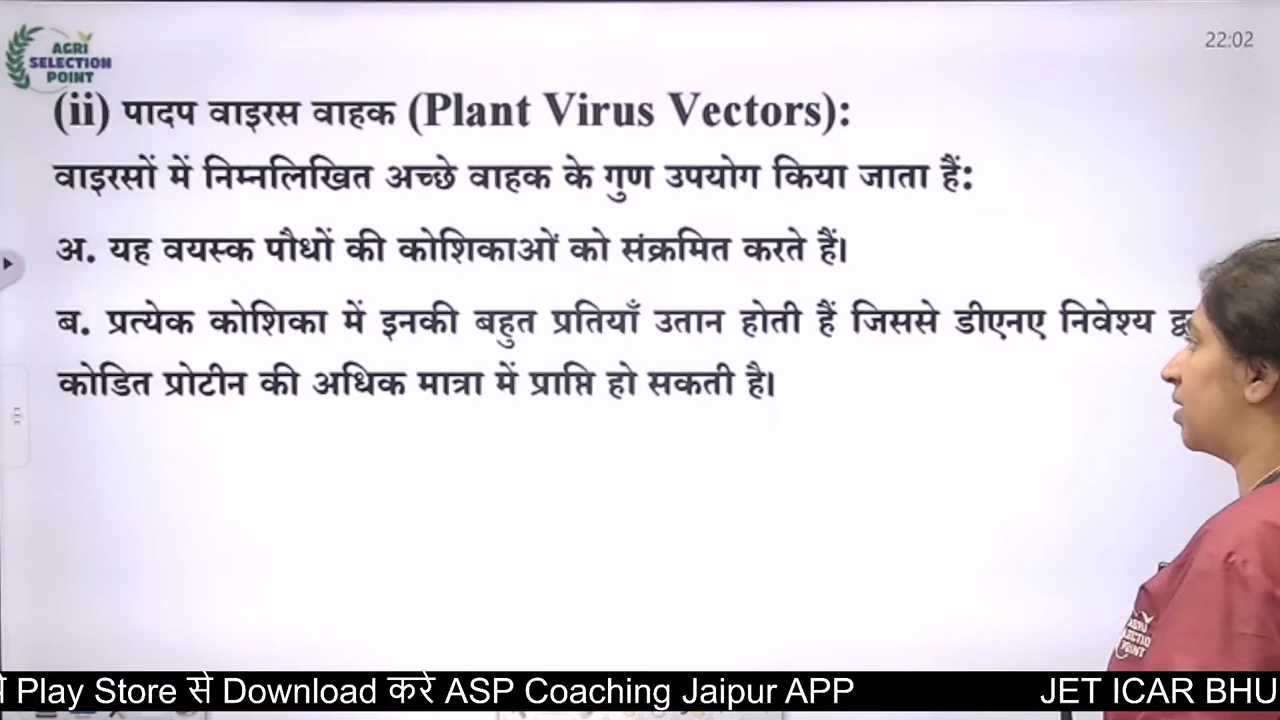 AGRI
SELECTION
POINT
22:02
(ii) पादप वाइरस वाहक (Plant Virus Vectors):
वाइरसों में निम्नलिखित अच्छे वाहक के गुण उपयोग किया जाता हैं:
अ. यह वयस्क पौधों की कोशिकाओं को संक्रमित करते हैं।
ब. प्रत्येक कोशिका में इनकी बहुत प्रतियाँ उतान होती हैं जिससे डीएनए निवेश्य
कोडित प्रोटीन की अधिक मात्रा में प्राप्ति हो सकती है।
AGRI
POINT
Play Store से Download करे ASP Coaching Jaipur APP JET ICAR BHU